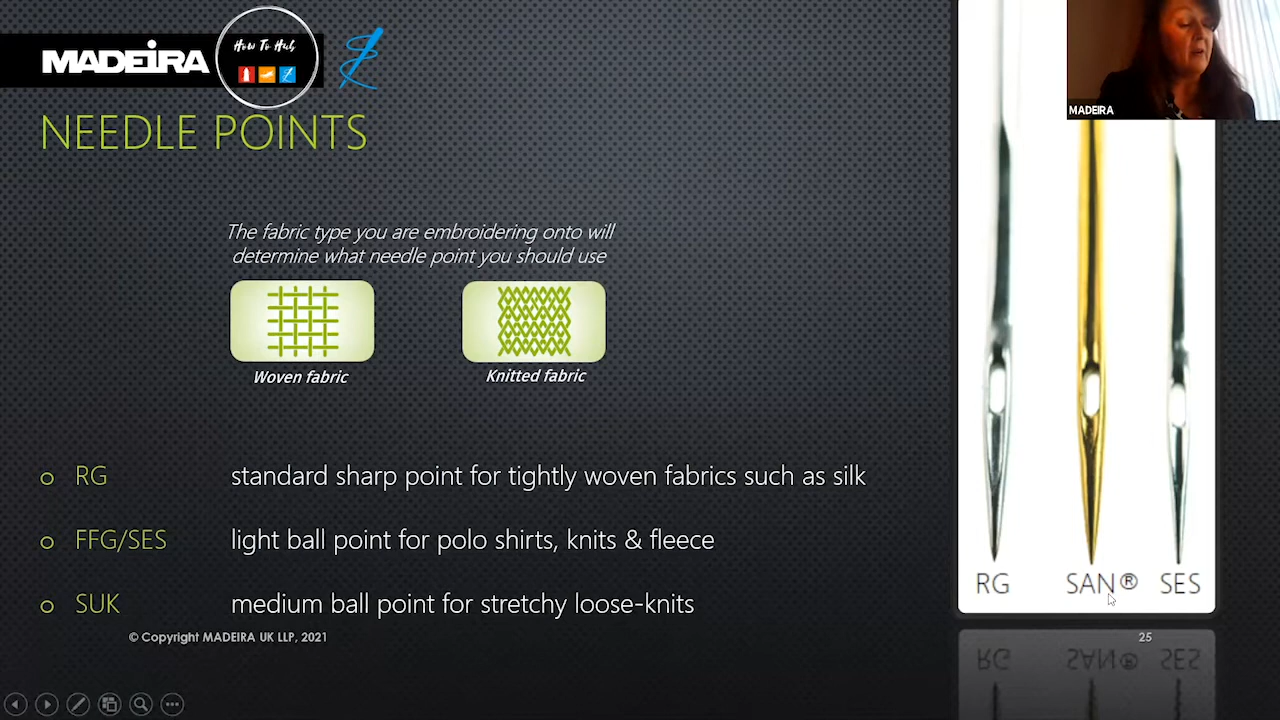 MADEIRA
How To Hub
MADEIRA
NEEDLE POINTS
The fabric type you are embroidering onto will
determine what needle point you should use
Woven fabric
Knitted fabric
RG standard sharp point for tightly woven fabrics such as silk
FFG/SES light ball point for polo shirts, knits & fleece
SUK medium ball point for stretchy loose-knits
RG SAN® SES
© Copyright MADEIRA UK LLP, 2021
25